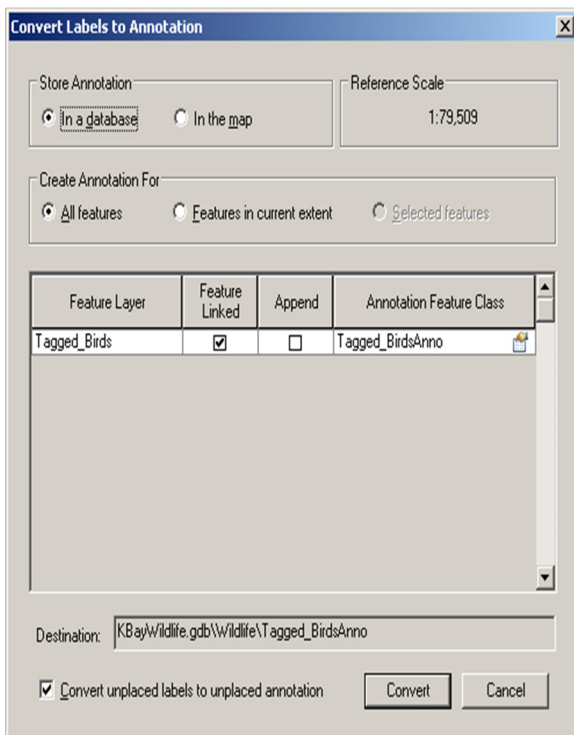 Convert Labels to Annotation
Store Annotation
In a database
In the map
Reference Scale
1:79,509
Create Annotation For
All features
Features in current extent
Selected features
Feature Layer
Feature Linked
Append
Annotation Feature Class
Tagged_Birds
Tagged_BirdsAnno
Destination: KBayWildlife.gdb\Wildlife\Tagged_BirdsAnno
Convert unplaced labels to unplaced annotation
Convert
Cancel